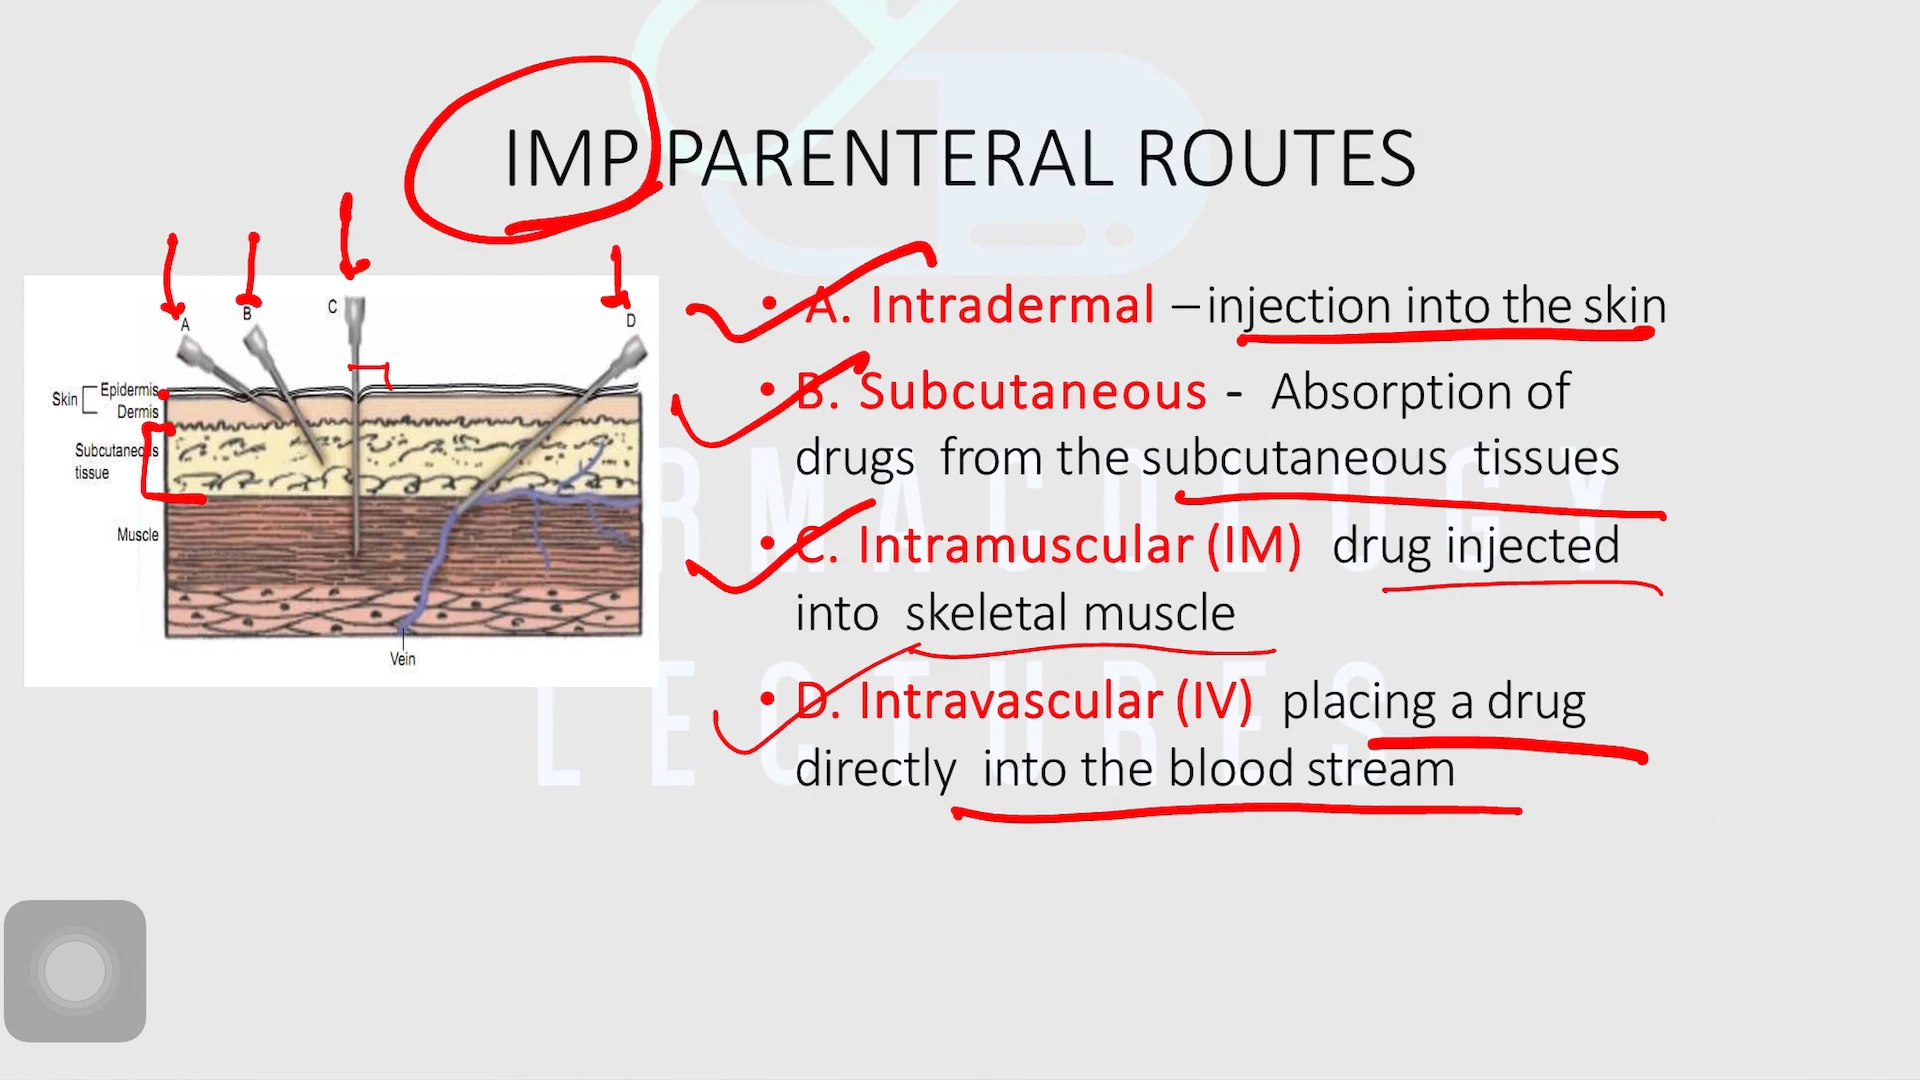 IMP PARENTERAL ROUTES
• A. Intradermal – injection into the skin
• B. Subcutaneous - Absorption of
drugs from the subcutaneous tissues
• C. Intramuscular (IM) drug injected
into skeletal muscle
• D. Intravascular (IV) placing a drug
directly into the blood stream
A
B
C
D
Skin
Epidermis
Dermis
Subcutaneous
tissue
Muscle
Vein
RMACOLOGY
LECTURES